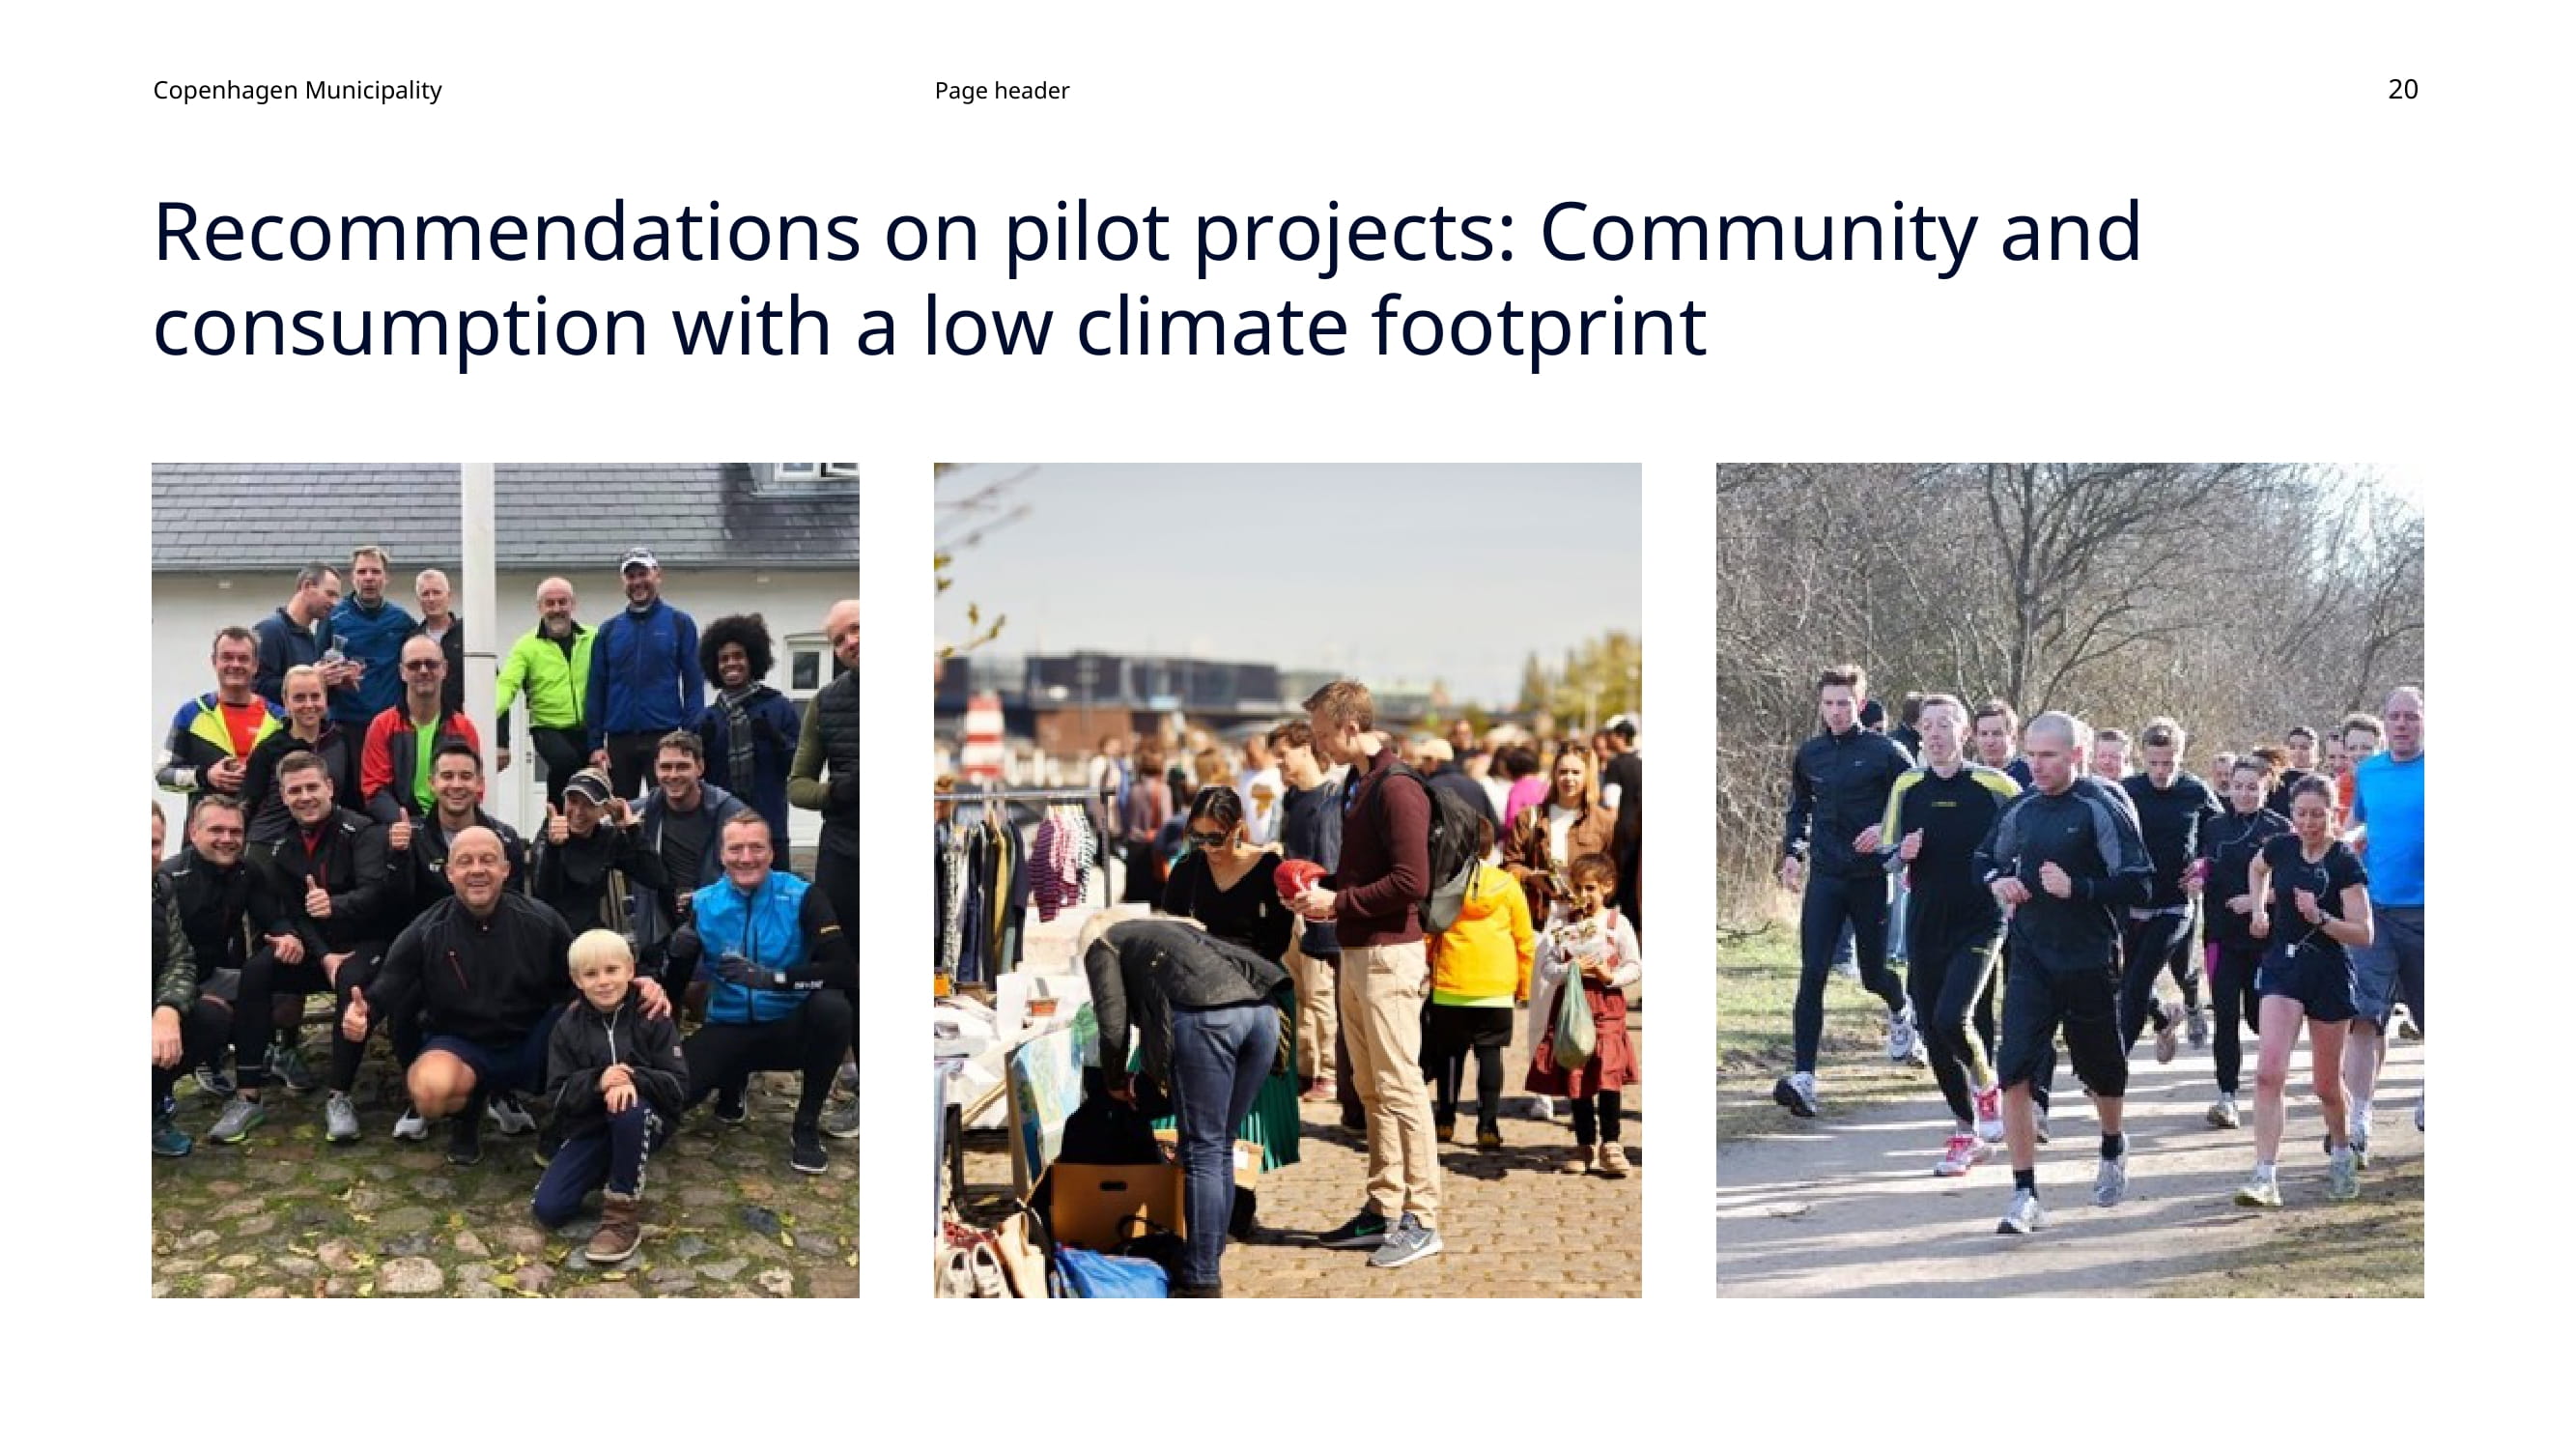 Copenhagen Municipality
Page header
20
Recommendations on pilot projects: Community and
consumption with a low climate footprint